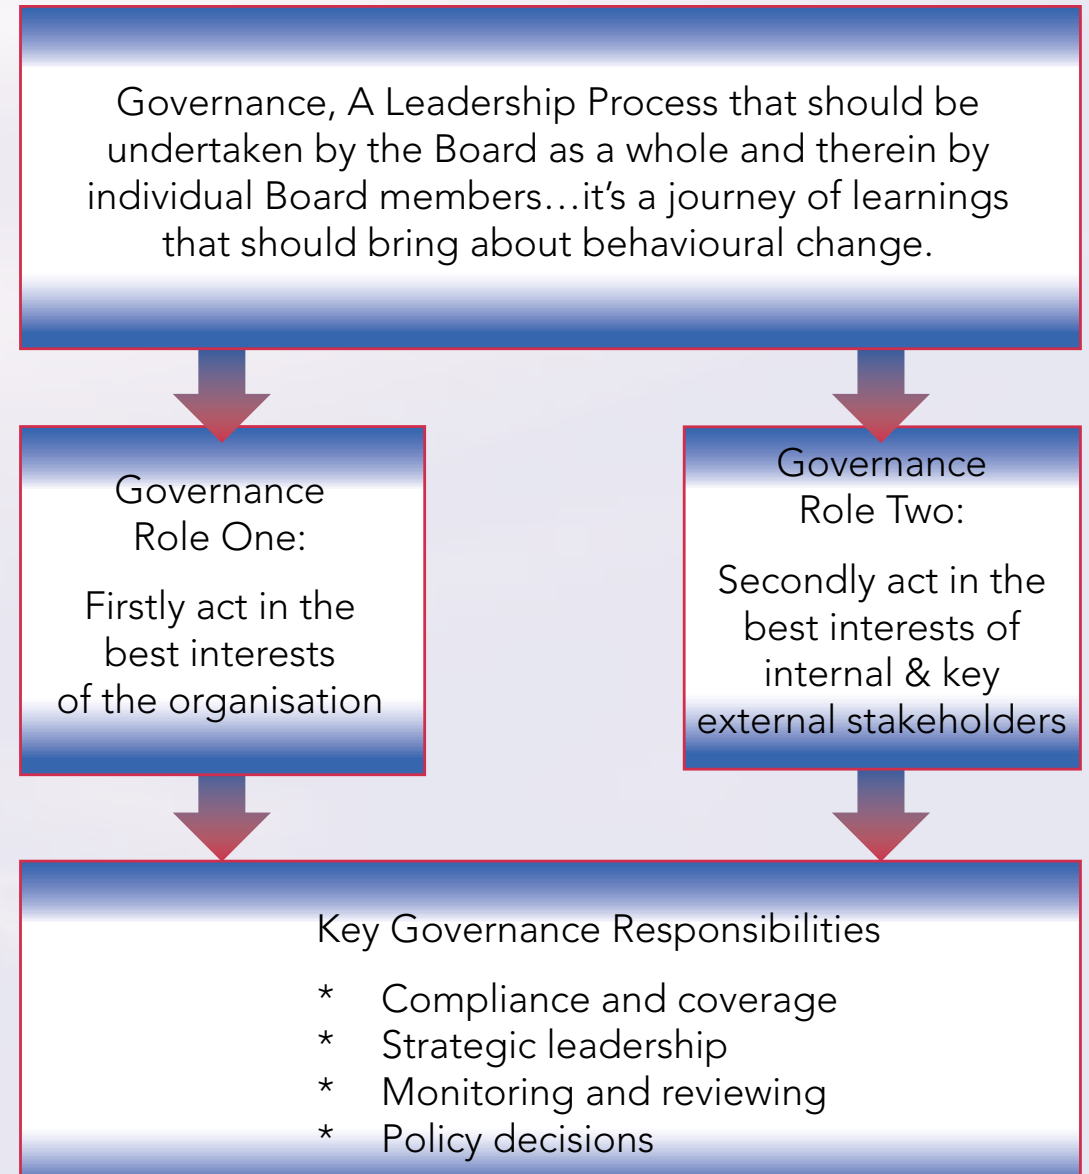 Governance, A Leadership Process that should be
undertaken by the Board as a whole and therein by
individual Board members…it’s a journey of learnings
that should bring about behavioural change.
Governance
Role One:
Firstly act in the
best interests
of the organisation
Governance
Role Two:
Secondly act in the
best interests of
internal & key
external stakeholders
Key Governance Responsibilities
* Compliance and coverage
* Strategic leadership
* Monitoring and reviewing
* Policy decisions